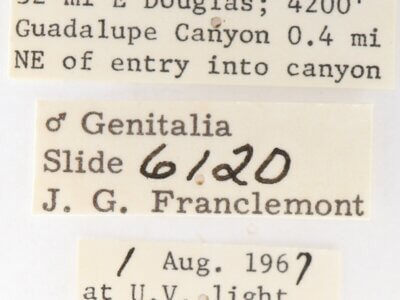 32 mi E Douglas; 4200'
Guadalupe Canyon 0.4 mi
NE of entry into canyon
♂ Genitalia
Slide 6120
J. G. Franclemont
1 Aug. 1967
at U.V. light